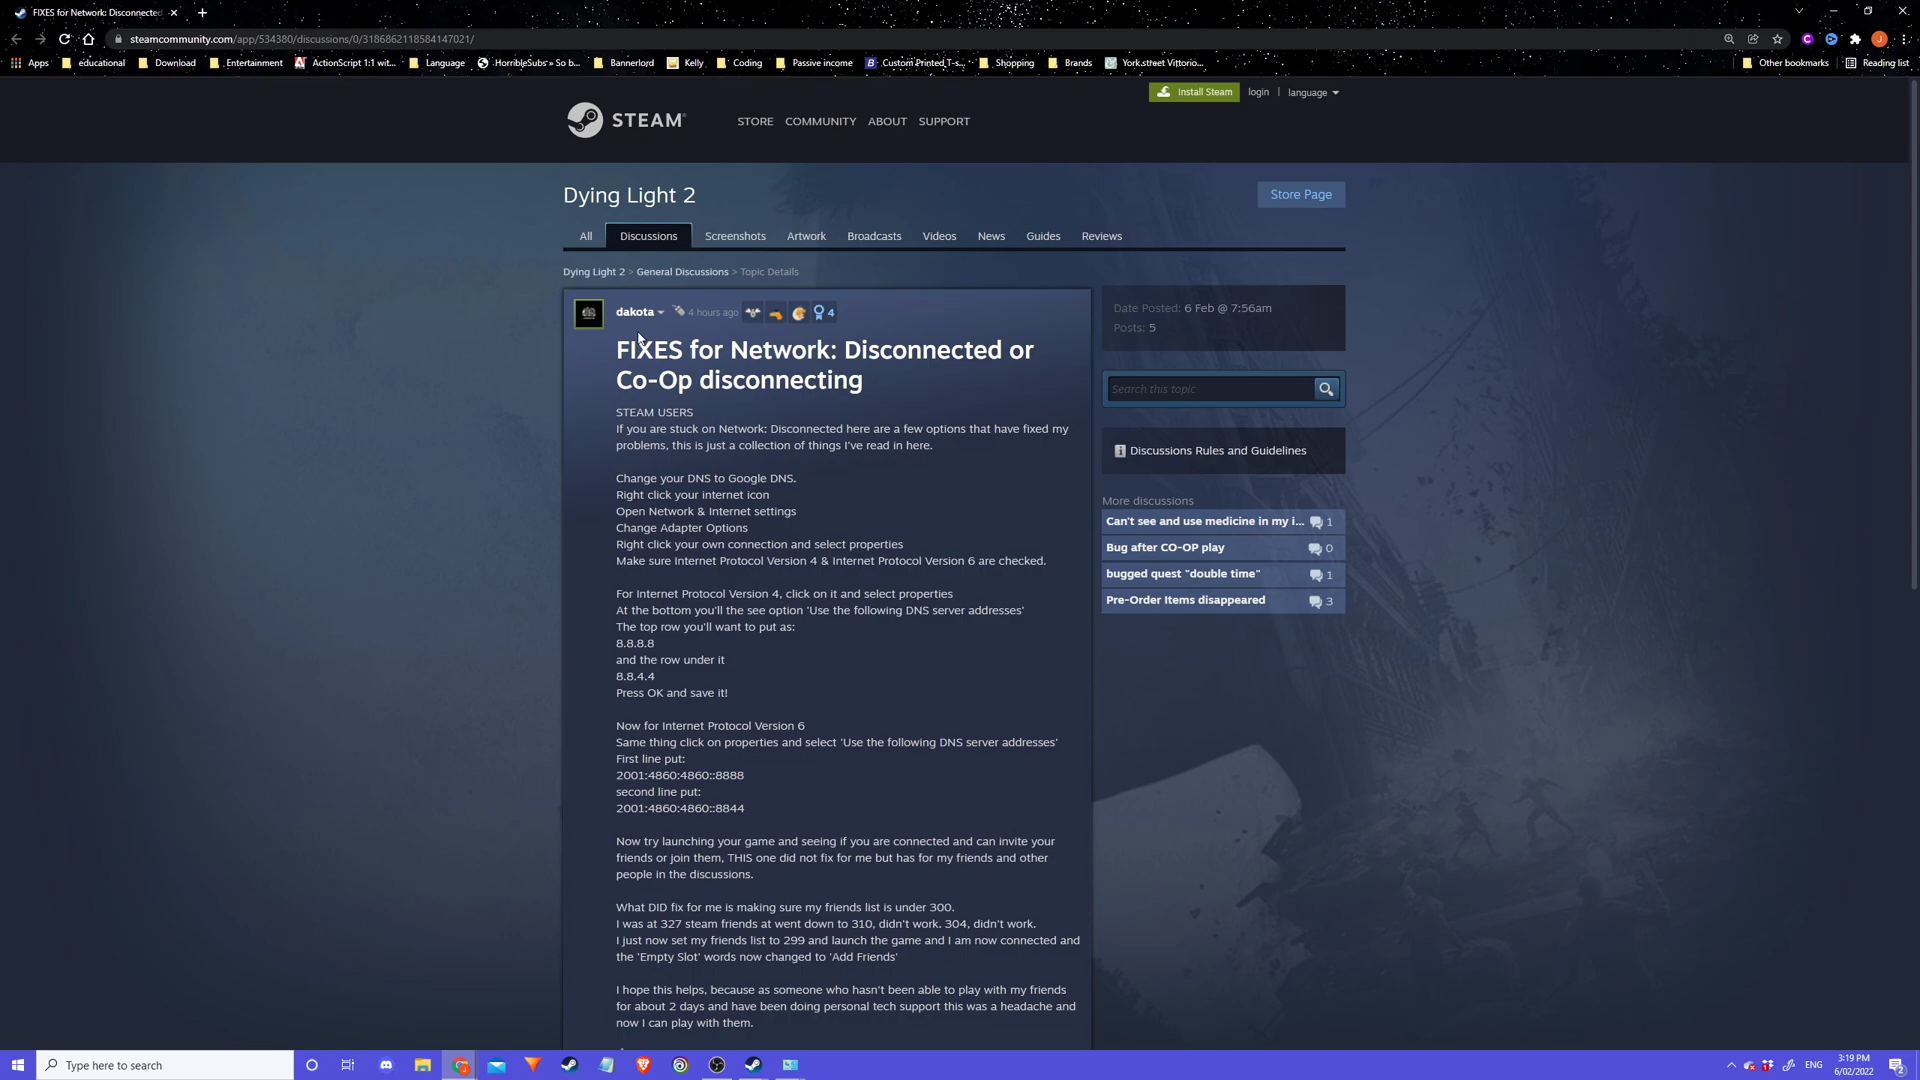 FIXES for Network: Disconnected
steamcommunity.com/app/534380/discussions/0/3186862118584147021/
Apps
educational
Download
Entertainment
ActionScript 1:1 wit...
Language
HorribleSubs » So b...
Bannerlord
Kelly
Coding
Passive income
Custom Printed T-s...
Shopping
Brands
York street Vittorio...
Other bookmarks
Reading list
Install Steam
login
language
STEAM
STORE
COMMUNITY
ABOUT
SUPPORT
Dying Light 2
Store Page
All
Discussions
Screenshots
Artwork
Broadcasts
Videos
News
Guides
Reviews
Dying Light 2 > General Discussions > Topic Details
dakota
4 hours ago
4
FIXES for Network: Disconnected or
Co-Op disconnecting
STEAM USERS
If you are stuck on Network: Disconnected here are a few options that have fixed my
problems, this is just a collection of things I've read in here.
Change your DNS to Google DNS.
Right click your internet icon
Open Network & Internet settings
Change Adapter Options
Right click your own connection and select properties
Make sure Internet Protocol Version 4 & Internet Protocol Version 6 are checked.
For Internet Protocol Version 4, click on it and select properties
At the bottom you'll the see option 'Use the following DNS server addresses'
The top row you'll want to put as:
8.8.8.8
and the row under it
8.8.4.4
Press OK and save it!
Now for Internet Protocol Version 6
Same thing click on properties and select 'Use the following DNS server addresses'
First line put:
2001:4860:4860::8888
second line put:
2001:4860:4860::8844
Now try launching your game and seeing if you are connected and can invite your
friends or join them, THIS one did not fix for me but has for my friends and other
people in the discussions.
What DID fix for me is making sure my friends list is under 300.
I was at 327 steam friends at went down to 310, didn't work. 304, didn't work.
I just now set my friends list to 299 and launch the game and I am now connected and
the 'Empty Slot' words now changed to 'Add Friends'
I hope this helps, because as someone who hasn't been able to play with my friends
for about 2 days and have been doing personal tech support this was a headache and
now I can play with them.
Date Posted: 6 Feb @ 7:56am
Posts: 5
Search this topic
Discussions Rules and Guidelines
More discussions
Can't see and use medicine in my i... 1
Bug after CO-OP play 0
bugged quest "double time" 1
Pre-Order Items disappeared 3
Type here to search
ENG
3:19 PM
6/02/2022
2